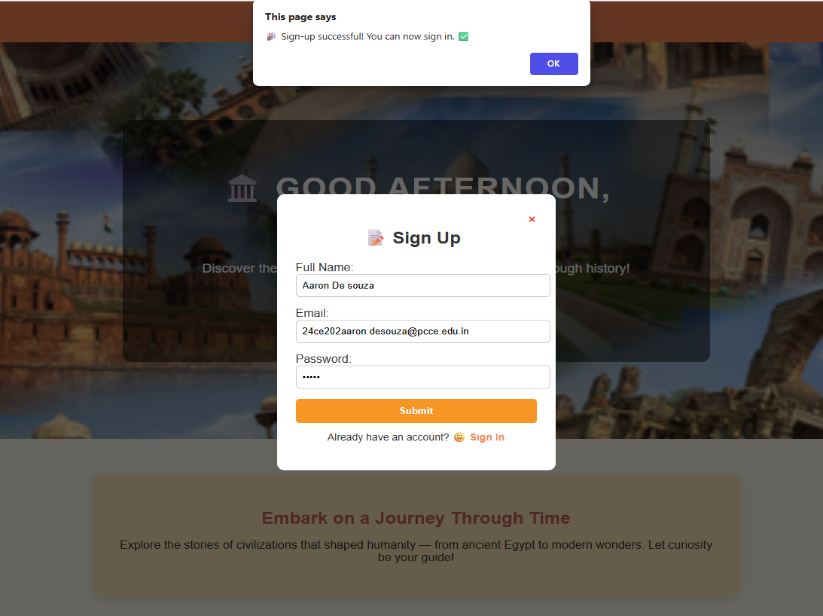 This page says
🎉 Sign-up successful! You can now sign in. ✅
OK
🏛️ GOOD AFTERNOON,
Discover the
ough history!
×
📝 Sign Up
Full Name:
Aaron De souza
Email:
24ce202aaron.desouza@pcce.edu.in
Password:
•••••
Submit
Already have an account? 😄 Sign In
Embark on a Journey Through Time
Explore the stories of civilizations that shaped humanity — from ancient Egypt to modern wonders. Let curiosity
be your guide!